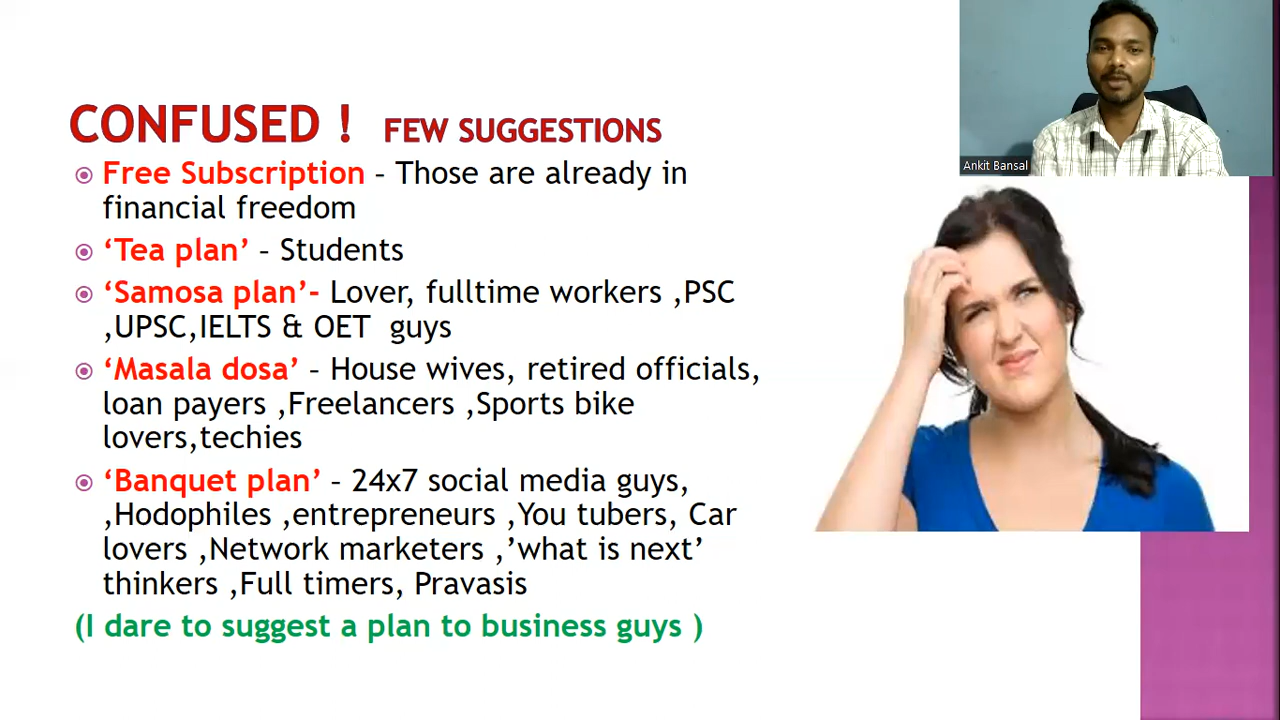 Ankit Bansal
CONFUSED ! FEW SUGGESTIONS
Free Subscription – Those are already in
financial freedom
‘Tea plan’ – Students
‘Samosa plan’- Lover, fulltime workers ,PSC
,UPSC,IELTS & OET guys
‘Masala dosa’ – House wives, retired officials,
loan payers ,Freelancers ,Sports bike
lovers,techies
‘Banquet plan’ – 24x7 social media guys,
,Hodophiles ,entrepreneurs ,You tubers, Car
lovers ,Network marketers ,’what is next’
thinkers ,Full timers, Pravasis
(I dare to suggest a plan to business guys )